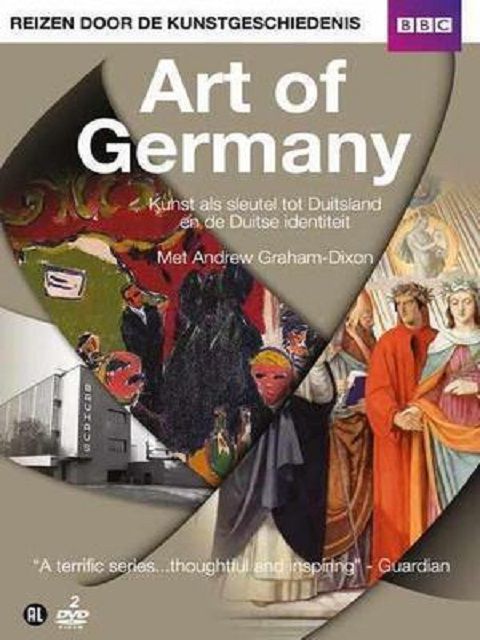 REIZEN DOOR DE KUNSTGESCHIEDENIS
BBC
Art of
Germany
Kunst als sleutel tot Duitsland
en de Duitse identiteit
Met Andrew Graham-Dixon
BAUHAUS
"A terrific series...thoughtful and inspiring" - Guardian
AL
2
DVD
VIDEO